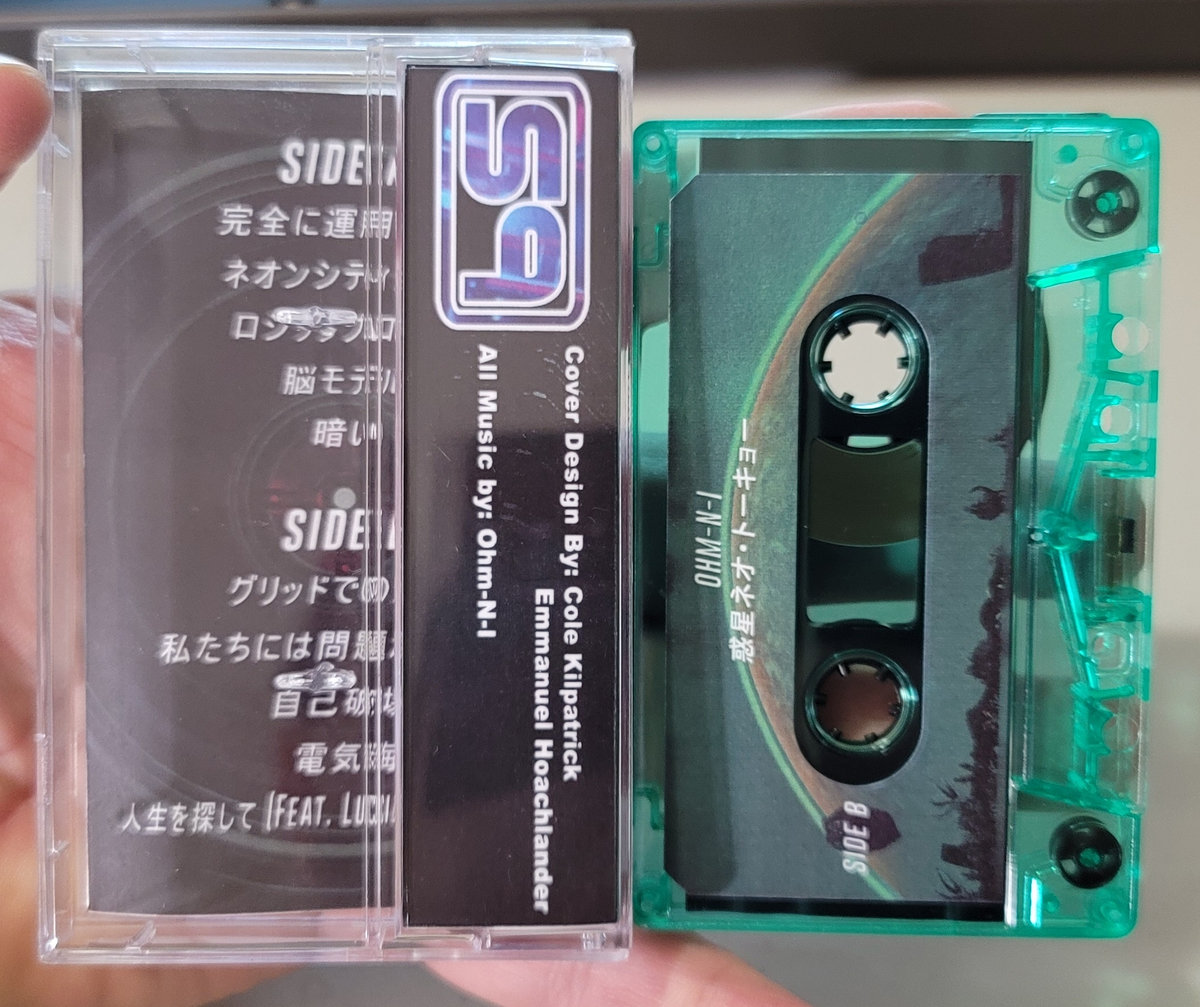 SIDE
完全に運用
ネオンシティ
脳モデル
暗い
SIDE
グリッドでの
私たちには問題
自己破壊
電気
人生を探して (FEAT. LUCCI
S9
Cover Design By: Cole Kilpatrick
Emmanuel Hoachlander
All Music by: Ohm-N-I
惑星ネオ・トーキョー
OHM-N-I
SIDE B